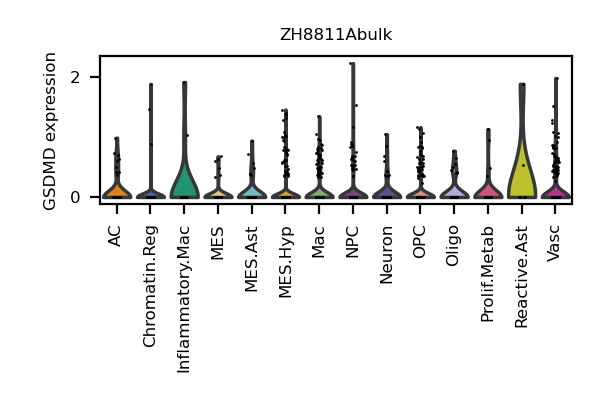 ZH8811Abulk
GSDMD expression
2
0
AC
Chromatin.Reg
Inflammatory.Mac
MES
MES.Ast
MES.Hyp
Mac
NPC
Neuron
OPC
Oligo
Prolif.Metab
Reactive.Ast
Vasc